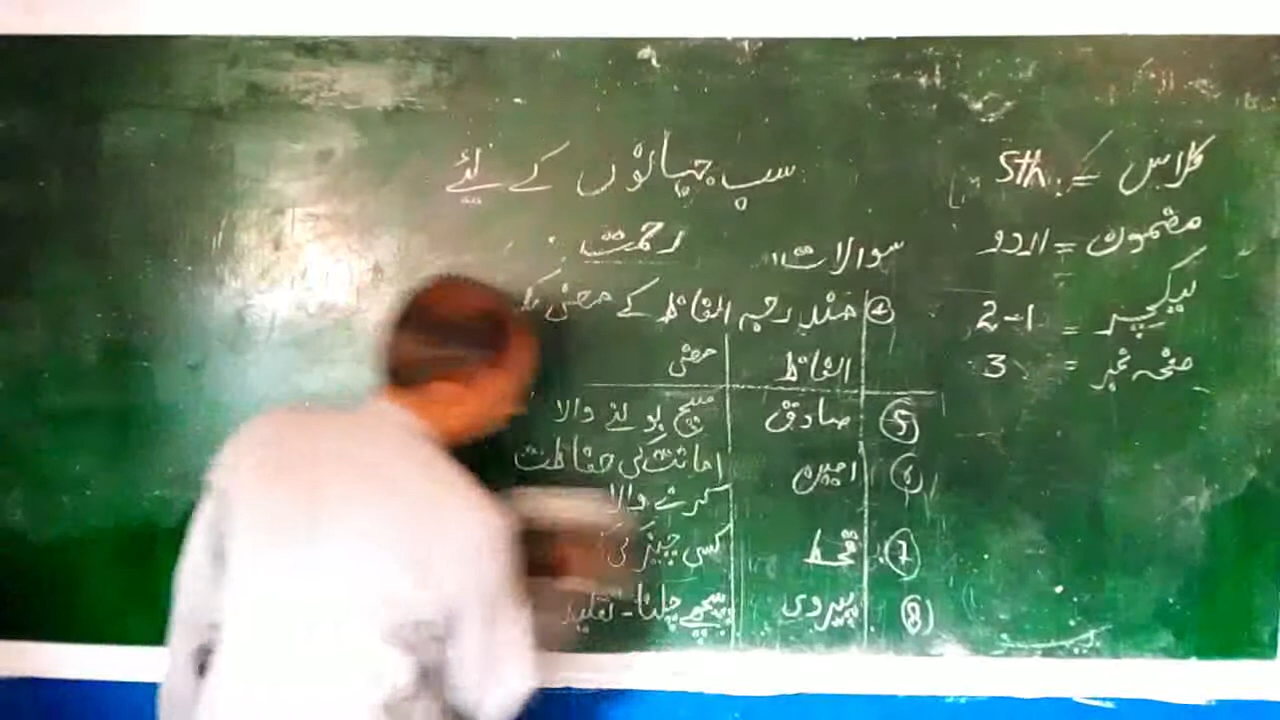 کلاس = 5th
مضمون = اردو
لیکچر = 2-1
صفحہ نمبر = 3
سب جہانوں کے لئے
رحمت
سوالات
مندرجہ الفاظ کے معنی
الفاظ معنی
5 صادق سچ بولنے والا
6 امین امانت کی حفاظت
کرنے والا
7 قحط کسی چیز کی
8 پیروی پیچھے چلنا - تقلید